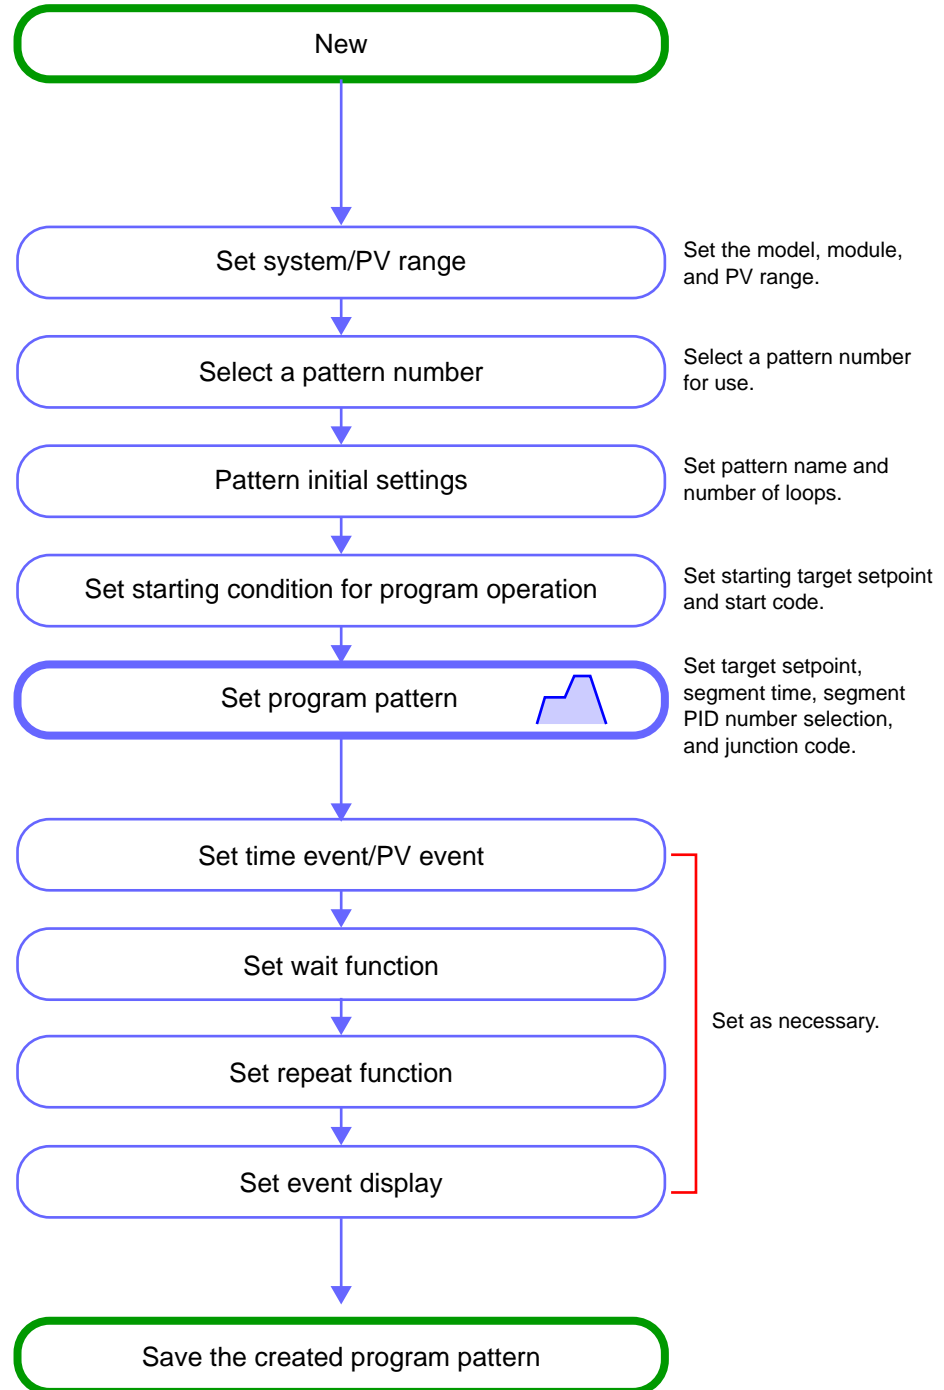 New
Set system/PV range
Set the model, module,
and PV range.
Select a pattern number
Select a pattern number
for use.
Pattern initial settings
Set pattern name and
number of loops.
Set starting condition for program operation
Set starting target setpoint
and start code.
Set program pattern
Set target setpoint,
segment time, segment
PID number selection,
and junction code.
Set time event/PV event
Set wait function
Set as necessary.
Set repeat function
Set event display
Save the created program pattern